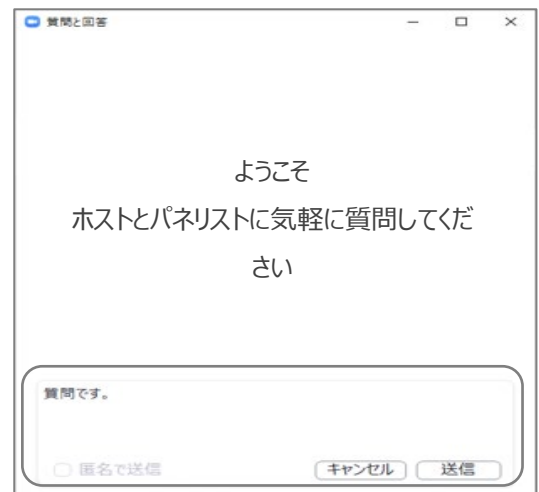 質問と回答
ようこそ
ホストとパネリストに気軽に質問してくだ
さい
質問です。
匿名で送信
キャンセル
送信